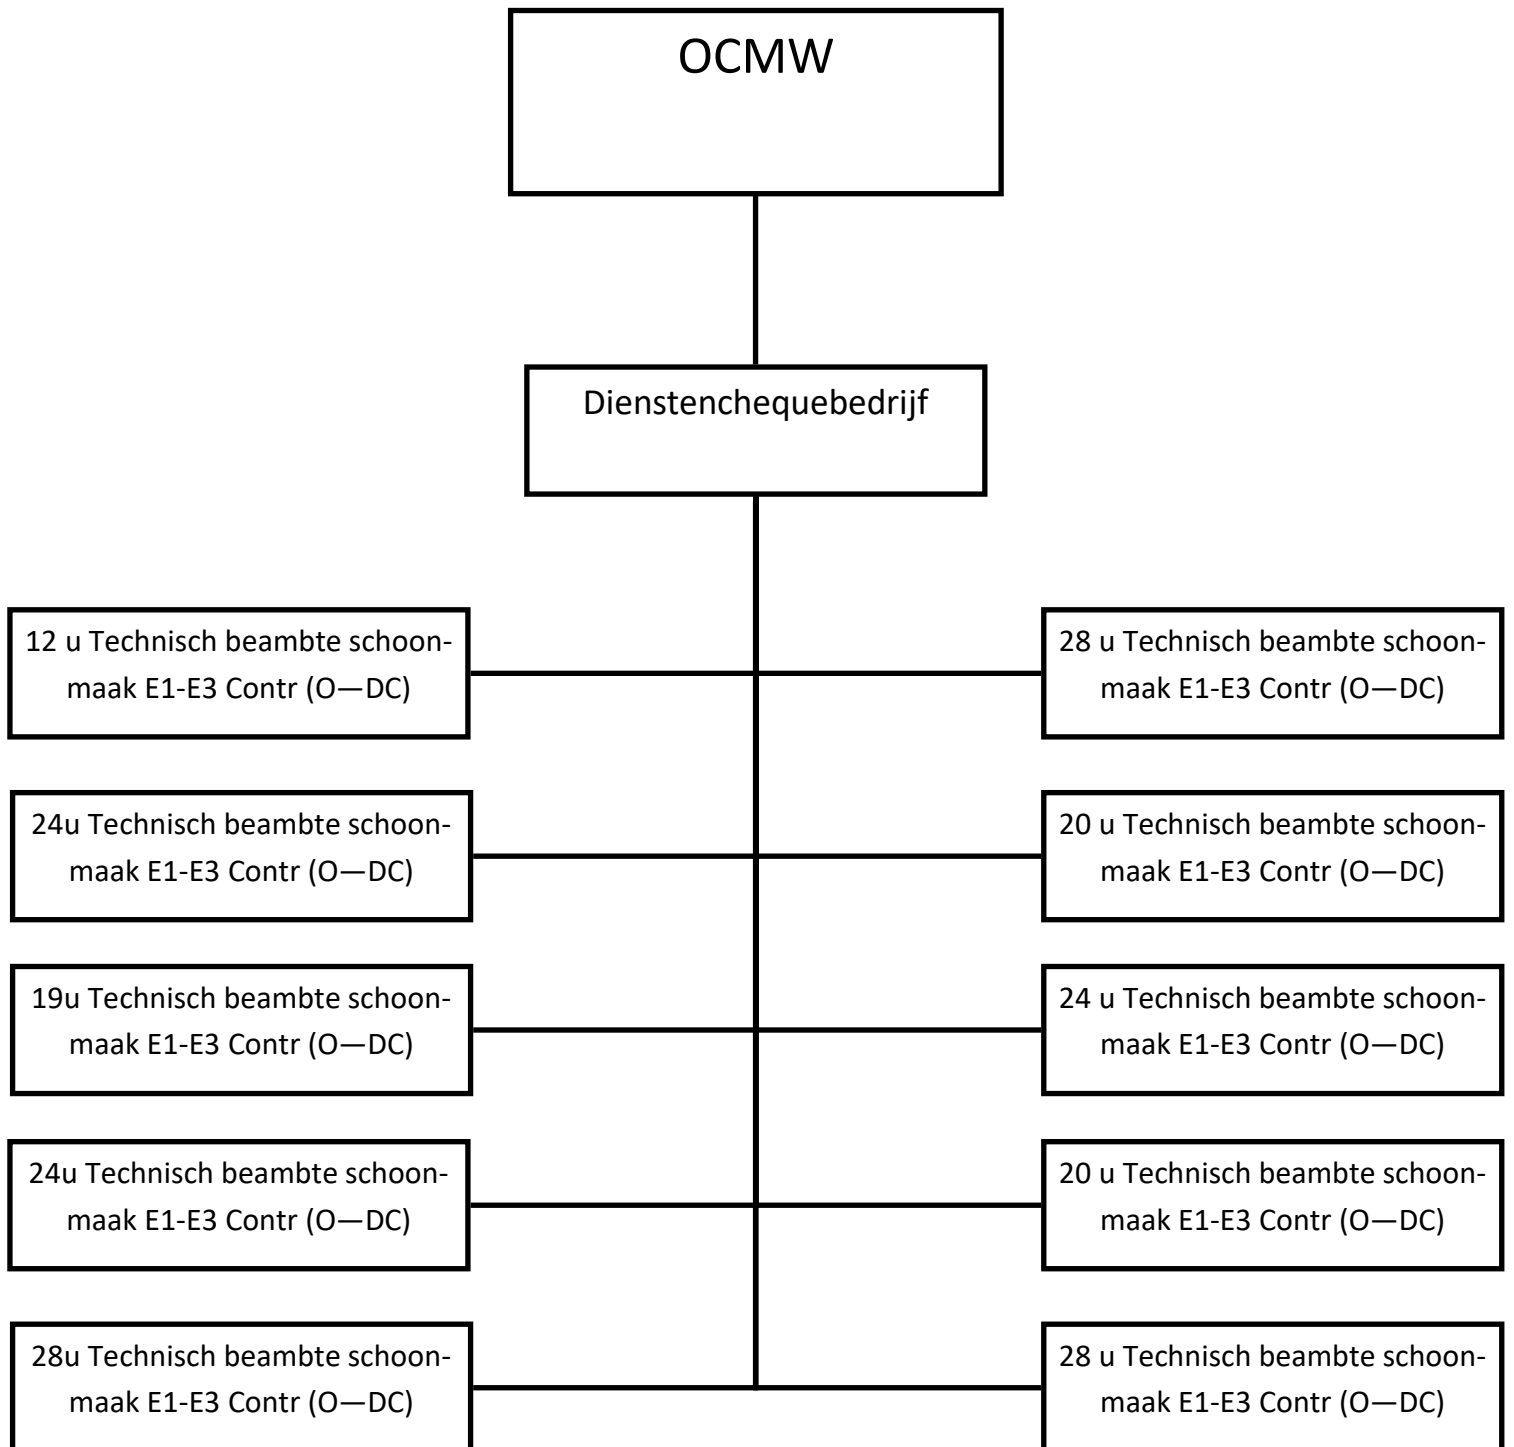 OCMW
Dienstenchequebedrijf
12 u Technisch beambte schoon-
maak E1-E3 Contr (O—DC)
28 u Technisch beambte schoon-
maak E1-E3 Contr (O—DC)
24u Technisch beambte schoon-
maak E1-E3 Contr (O—DC)
20 u Technisch beambte schoon-
maak E1-E3 Contr (O—DC)
19u Technisch beambte schoon-
maak E1-E3 Contr (O—DC)
24 u Technisch beambte schoon-
maak E1-E3 Contr (O—DC)
24u Technisch beambte schoon-
maak E1-E3 Contr (O—DC)
20 u Technisch beambte schoon-
maak E1-E3 Contr (O—DC)
28u Technisch beambte schoon-
maak E1-E3 Contr (O—DC)
28 u Technisch beambte schoon-
maak E1-E3 Contr (O—DC)